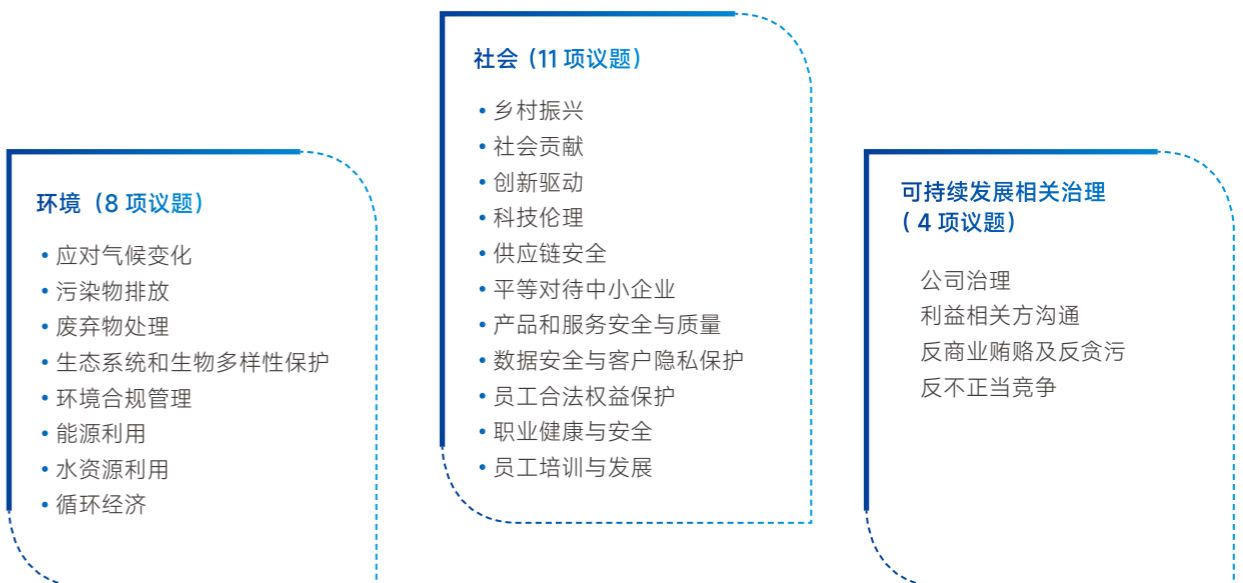 环境（8 项议题）
• 应对气候变化
• 污染物排放
• 废弃物处理
• 生态系统和生物多样性保护
• 环境合规管理
• 能源利用
• 水资源利用
• 循环经济
社会（11 项议题）
• 乡村振兴
• 社会贡献
• 创新驱动
• 科技伦理
• 供应链安全
• 平等对待中小企业
• 产品和服务安全与质量
• 数据安全与客户隐私保护
• 员工合法权益保护
• 职业健康与安全
• 员工培训与发展
可持续发展相关治理
（ 4 项议题）
公司治理
利益相关方沟通
反商业贿赂及反贪污
反不正当竞争